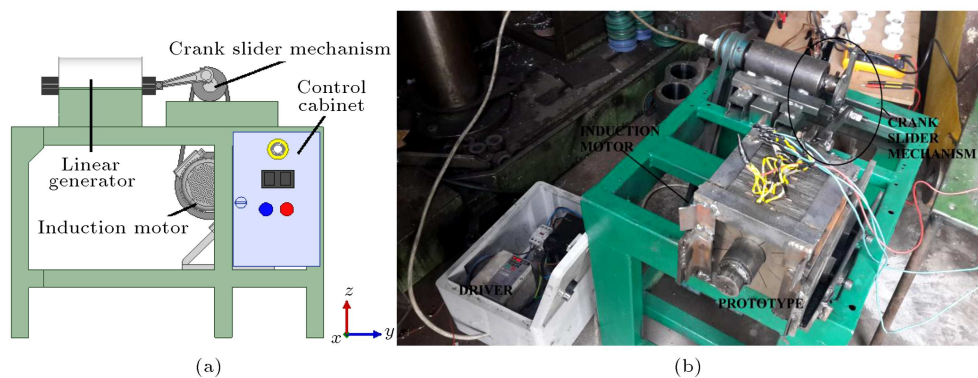 Crank slider mechanism
Control
cabinet
Linear
generator
Induction motor
z
x
y
(a)
INDUCTION
MOTOR
CRANK
SLIDER
MECHANISM
DRIVER
PROTOTYPE
(b)